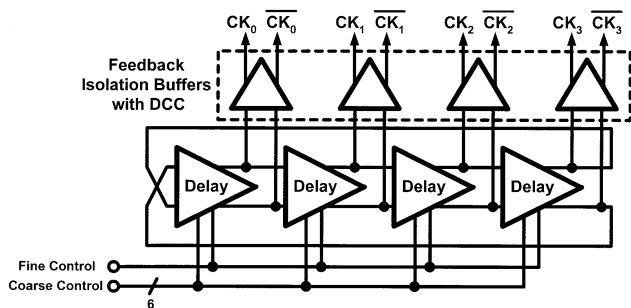 CK0 CK0 CK1 CK1 CK2 CK2 CK3 CK3
Feedback
Isolation Buffers
with DCC
Delay Delay Delay Delay
Fine Control
Coarse Control
6